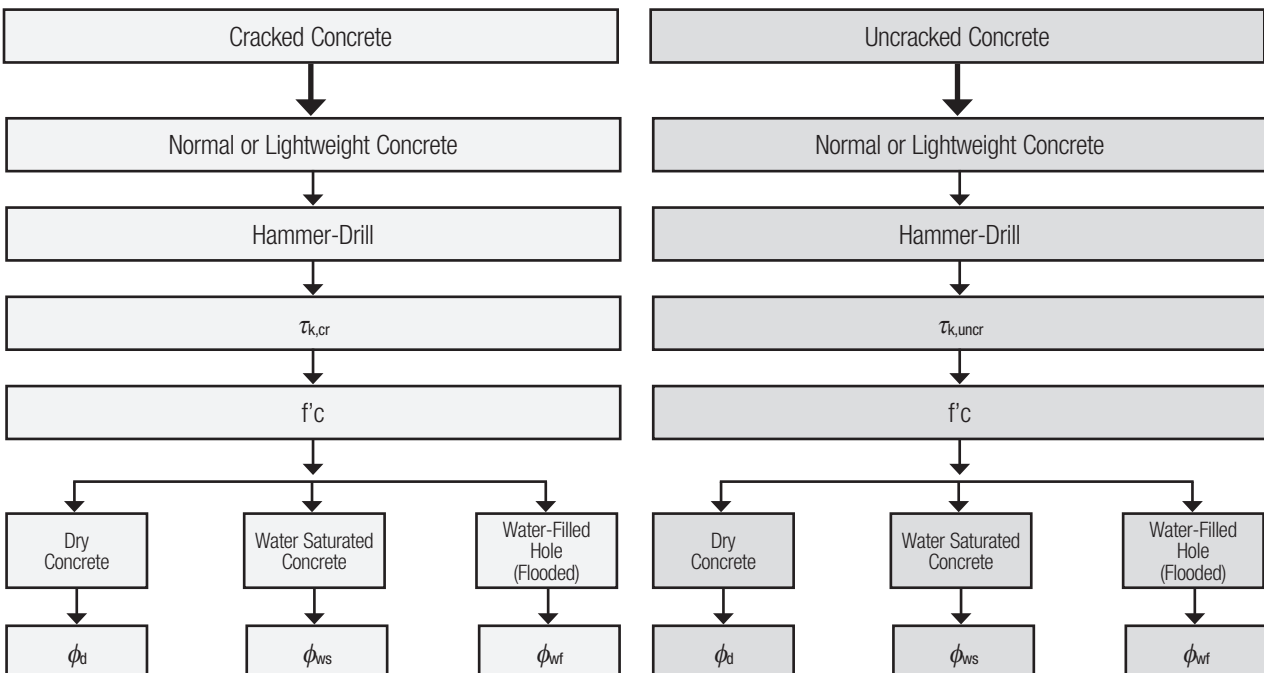 Cracked Concrete
Normal or Lightweight Concrete
Hammer-Drill
τk,cr
f’c
Dry
Concrete
Water Saturated
Concrete
Water-Filled
Hole
(Flooded)
ϕd
ϕws
ϕwf
Uncracked Concrete
Normal or Lightweight Concrete
Hammer-Drill
τk,uncr
f’c
Dry
Concrete
Water Saturated
Concrete
Water-Filled
Hole
(Flooded)
ϕd
ϕws
ϕwf